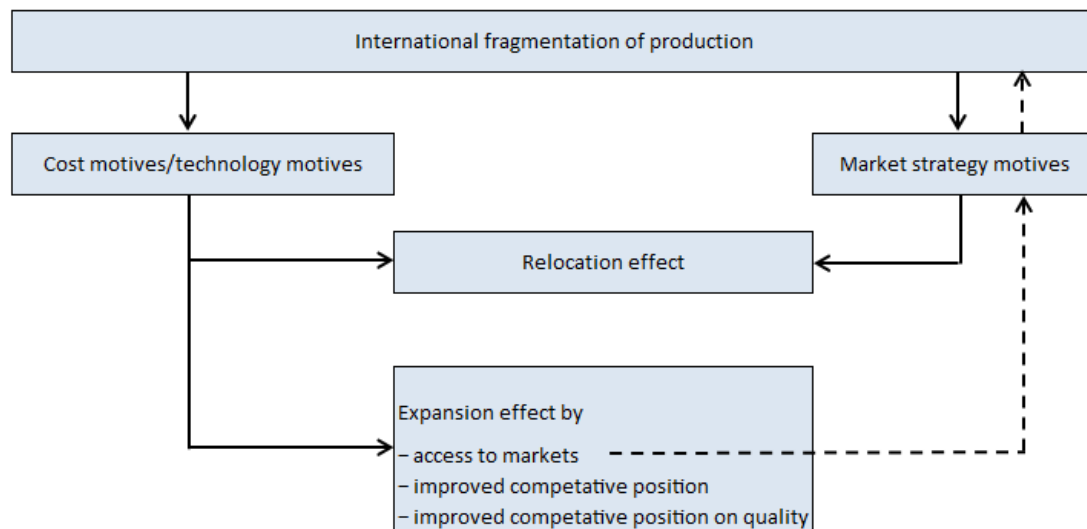 International fragmentation of production
Cost motives/technology motives
Market strategy motives
Relocation effect
Expansion effect by
− access to markets
− improved competative position
− improved competative position on quality